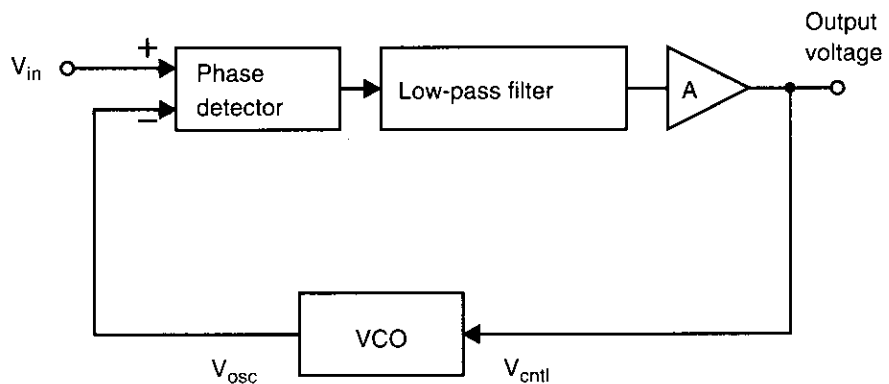 Output
voltage
+
V_in
Phase
detector
−
Low-pass filter
A
VCO
V_osc
V_cntl